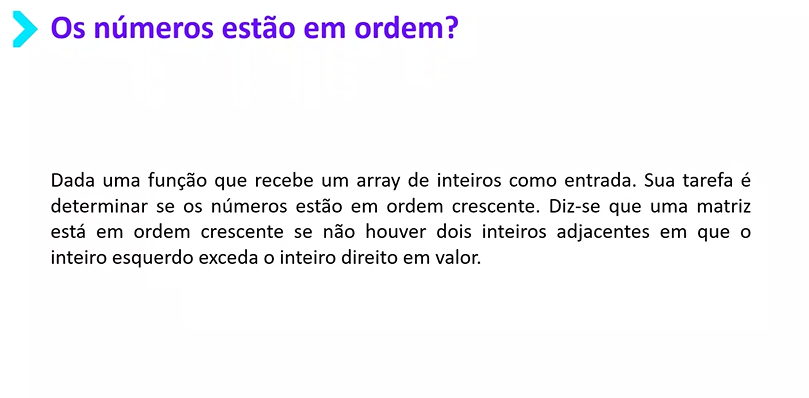 Os números estão em ordem?
Dada uma função que recebe um array de inteiros como entrada. Sua tarefa é
determinar se os números estão em ordem crescente. Diz-se que uma matriz
está em ordem crescente se não houver dois inteiros adjacentes em que o
inteiro esquerdo exceda o inteiro direito em valor.